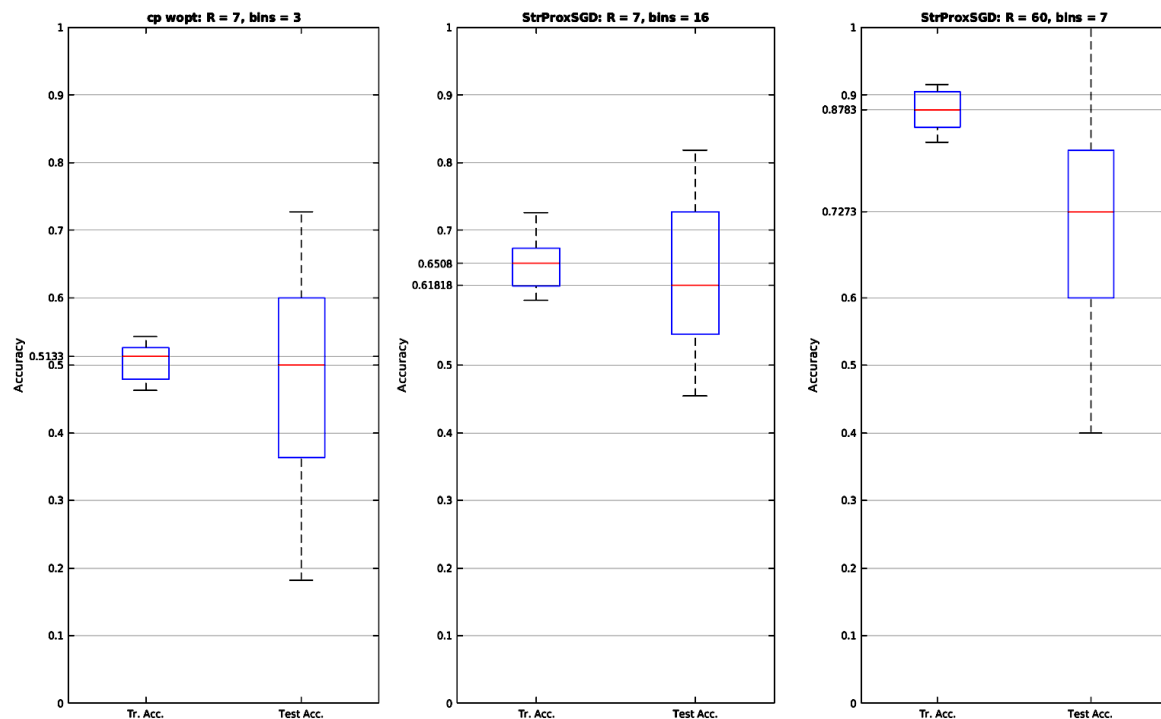 cp wopt: R = 7, bins = 3
1
0.9
0.8
0.7
0.6
0.5133
0.5
0.4
0.3
0.2
0.1
0
Accuracy
Tr. Acc.
Test Acc.
StrProxSGD: R = 7, bins = 16
1
0.9
0.8
0.7
0.6508
0.61818
0.5
0.4
0.3
0.2
0.1
0
Accuracy
Tr. Acc.
Test Acc.
StrProxSGD: R = 60, bins = 7
1
0.9
0.8783
0.7273
0.6
0.5
0.4
0.3
0.2
0.1
0
Accuracy
Tr. Acc.
Test Acc.